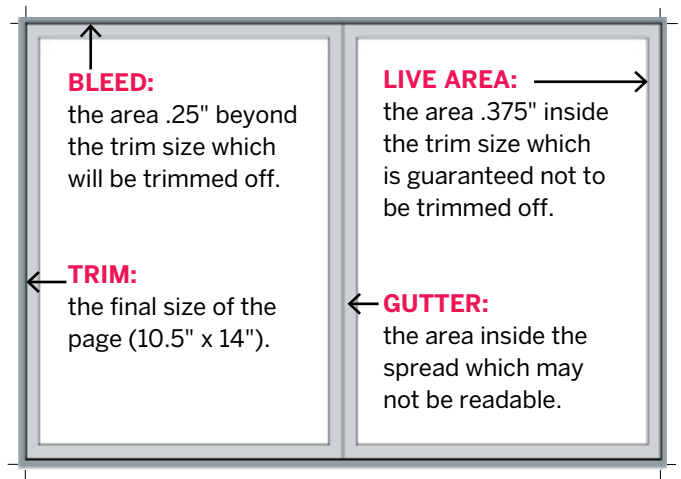 BLEED:
the area .25" beyond
the trim size which
will be trimmed off.
TRIM:
the final size of the
page (10.5" x 14").
LIVE AREA:
the area .375" inside
the trim size which
is guaranteed not to
be trimmed off.
GUTTER:
the area inside the
spread which may
not be readable.